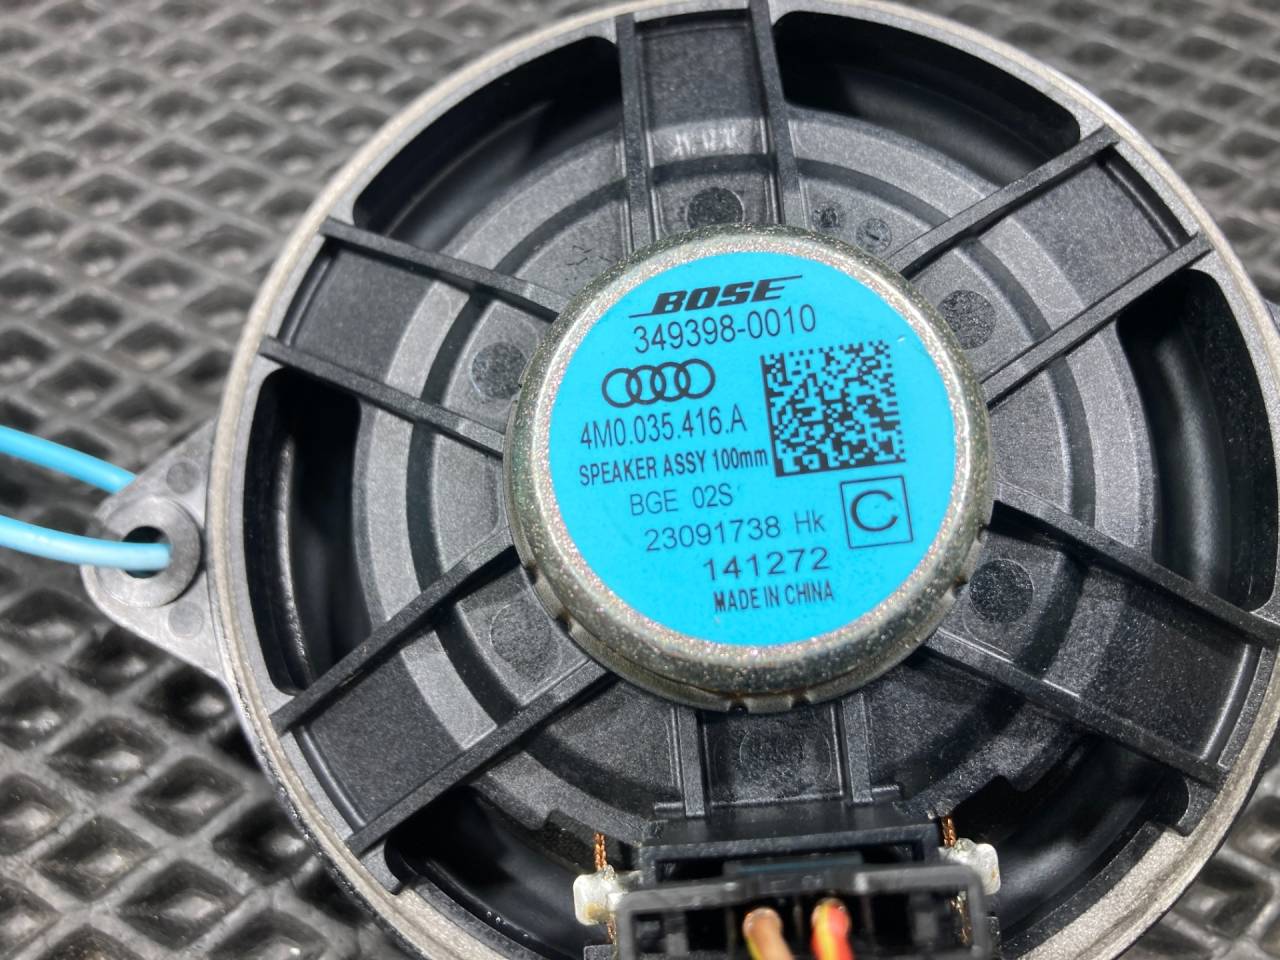 BOSE
349398-0010
4M0.035.416.A
SPEAKER ASSY 100mm
BGE 02S
23091738 Hk
C
141272
MADE IN CHINA